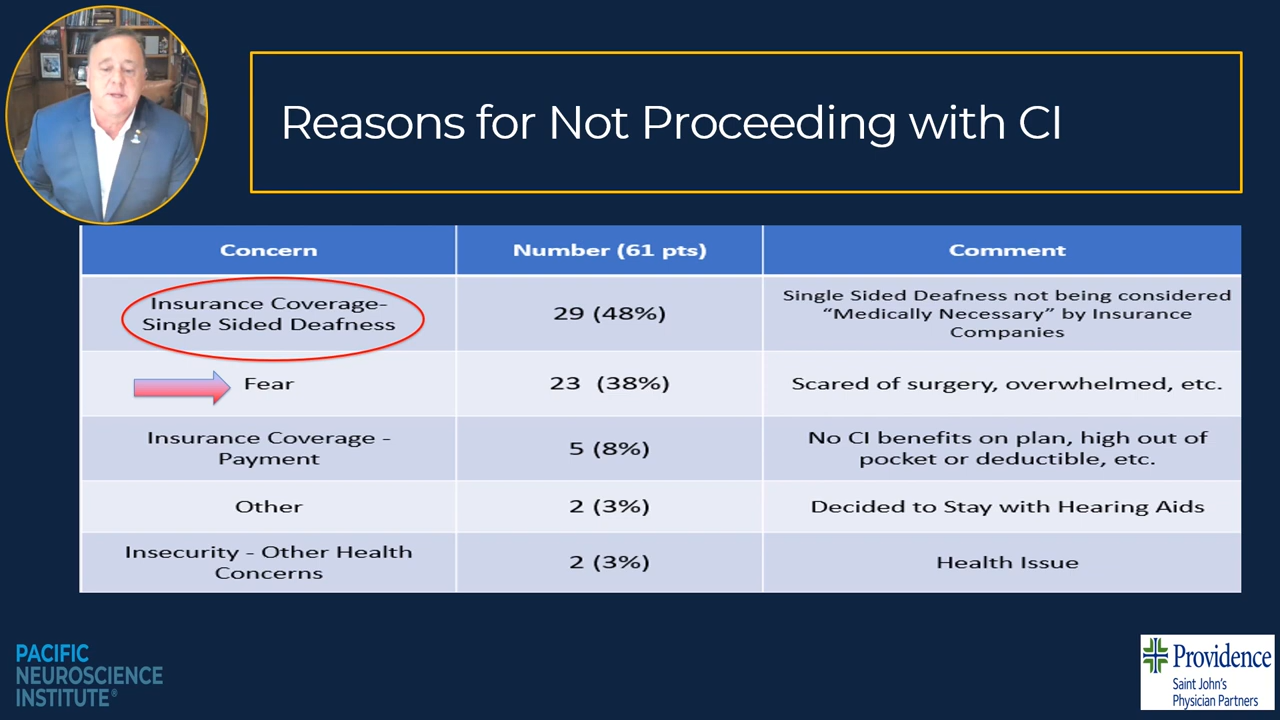 Reasons for Not Proceeding with CI
Concern
Number (61 pts)
Comment
Insurance Coverage-
Single Sided Deafness
29 (48%)
Single Sided Deafness not being considered
“Medically Necessary” by Insurance
Companies
Fear
23 (38%)
Scared of surgery, overwhelmed, etc.
Insurance Coverage -
Payment
5 (8%)
No CI benefits on plan, high out of
pocket or deductible, etc.
Other
2 (3%)
Decided to Stay with Hearing Aids
Insecurity - Other Health
Concerns
2 (3%)
Health Issue
PACIFIC
NEUROSCIENCE
INSTITUTE®
Providence
Saint John's
Physician Partners